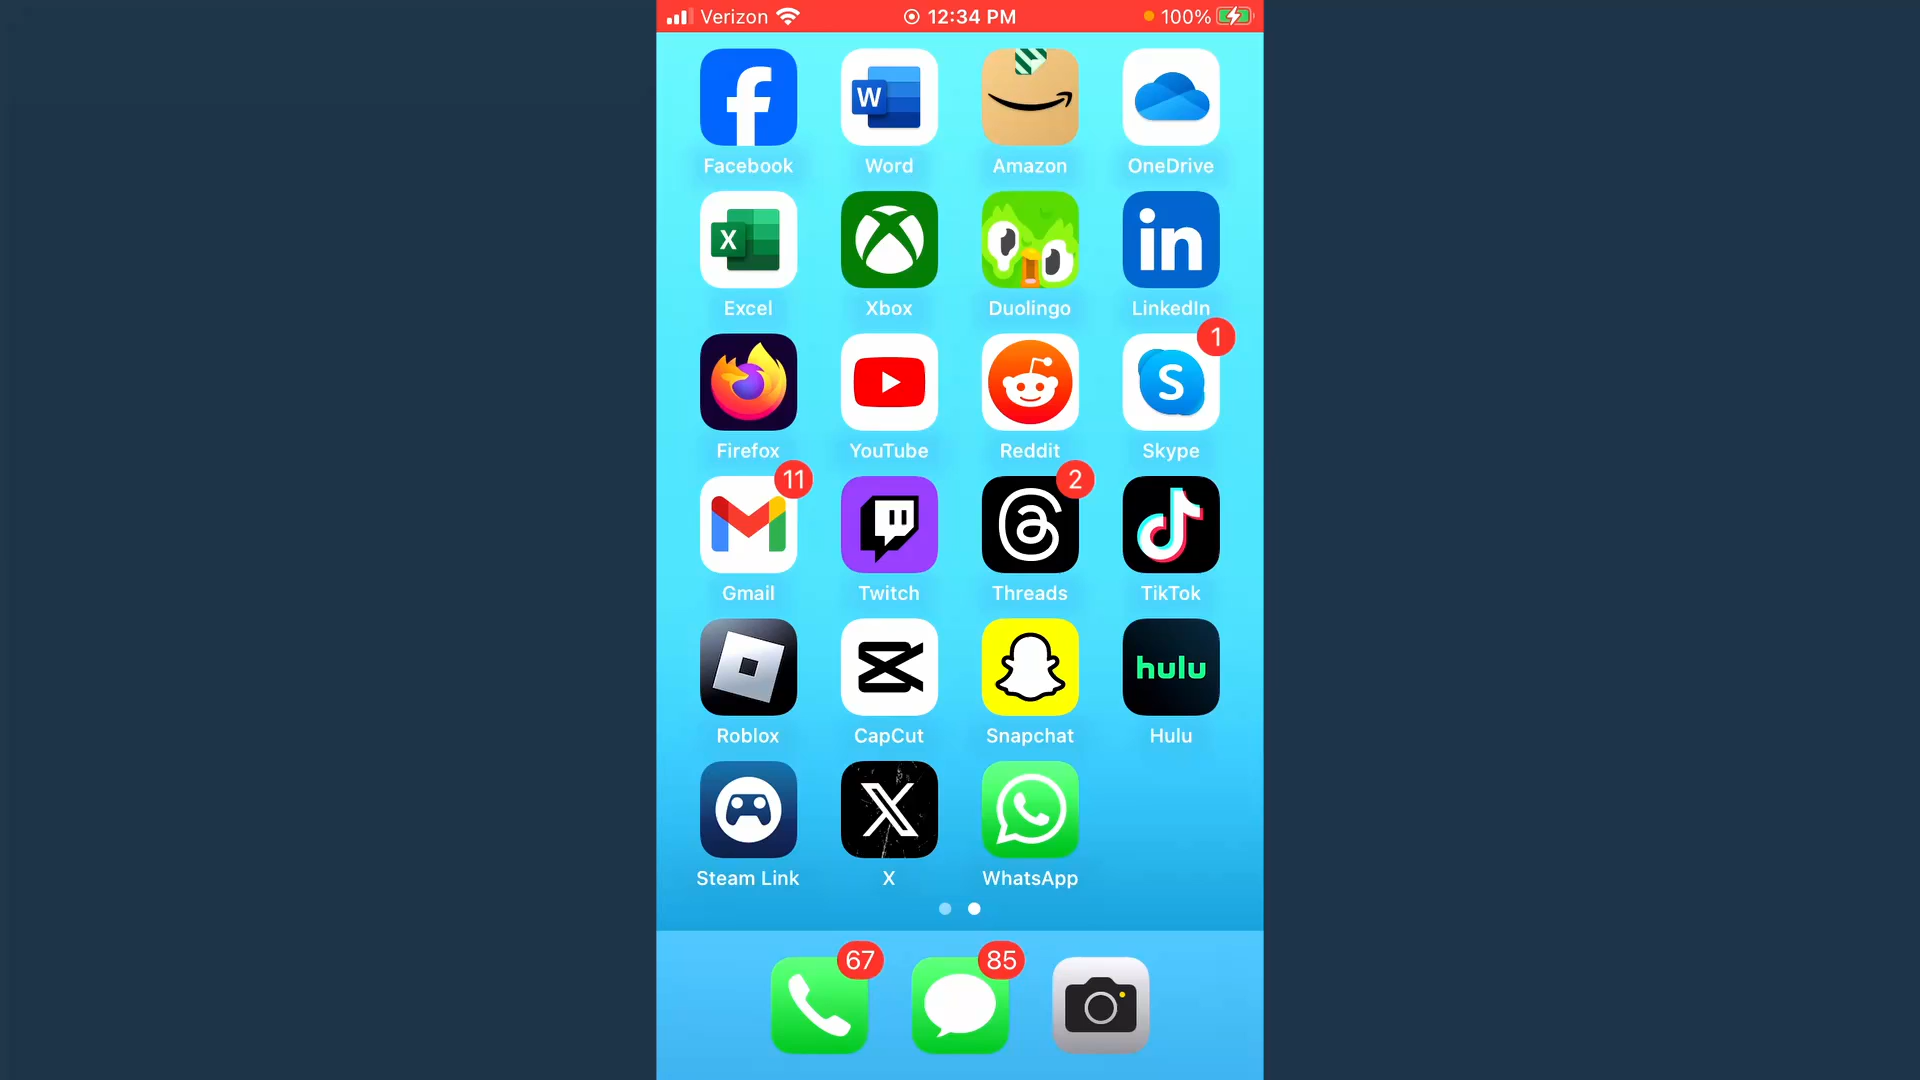 Verizon 12:34 PM 100%
W
Facebook Word Amazon OneDrive
X in
Excel Xbox Duolingo LinkedIn
1
S
Firefox YouTube Reddit Skype
11 2
Gmail Twitch Threads TikTok
hulu
Roblox CapCut Snapchat Hulu
Steam Link X WhatsApp
67 85